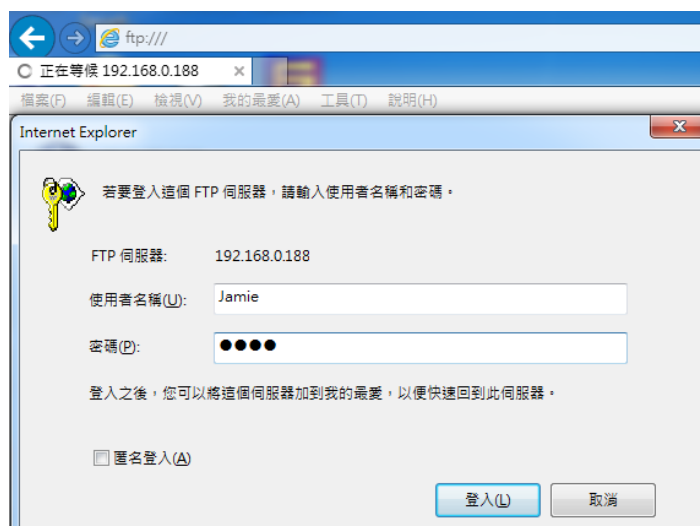 ftp:///
正在等候 192.168.0.188
檔案(F) 編輯(E) 檢視(V) 我的最愛(A) 工具(T) 說明(H)
Internet Explorer
若要登入這個 FTP 伺服器，請輸入使用者名稱和密碼。
FTP 伺服器: 192.168.0.188
使用者名稱(U): Jamie
密碼(P): ●●●●
登入之後，您可以將這個伺服器加到我的最愛，以便快速回到此伺服器。
匿名登入(A)
登入(L) 取消